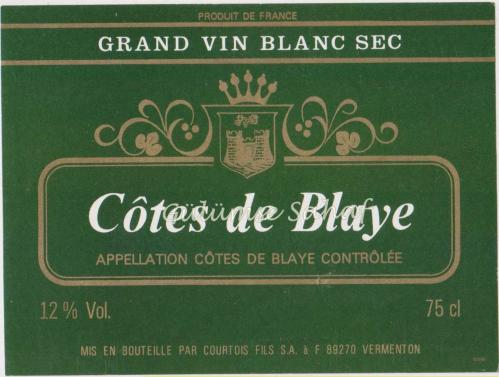 PRODUIT DE FRANCE
GRAND VIN BLANC SEC
Côtes de Blaye
APPELLATION CÔTES DE BLAYE CONTRÔLÉE
12 % Vol.
75 cl
MIS EN BOUTEILLE PAR COURTOIS FILS S.A. à F 89270 VERMENTON